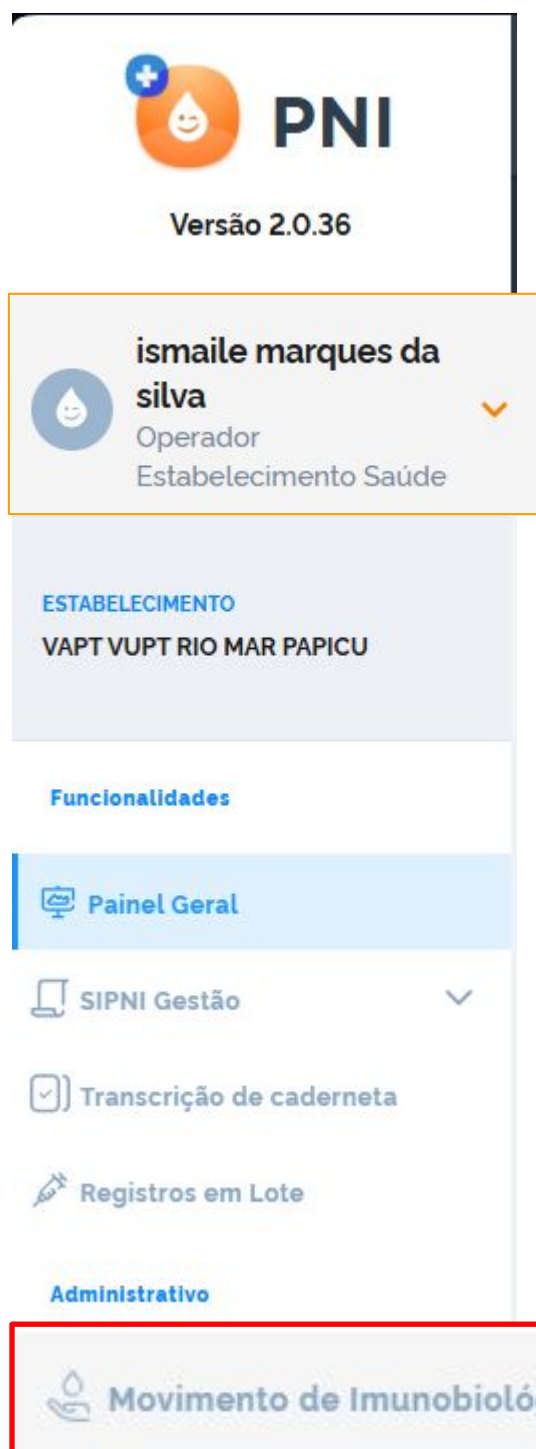 PNI
Versão 2.0.36
ismaile marques da
silva
Operador
Estabelecimento Saúde
ESTABELECIMENTO
VAPT VUPT RIO MAR PAPICU
Funcionalidades
Painel Geral
SIPNI Gestão
Transcrição de caderneta
Registros em Lote
Administrativo
Movimento de